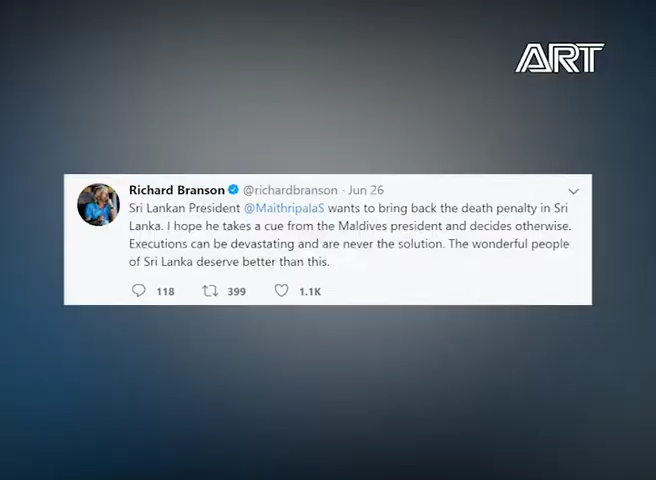 ART
Richard Branson @richardbranson · Jun 26
Sri Lankan President @MaithripalaS wants to bring back the death penalty in Sri
Lanka. I hope he takes a cue from the Maldives president and decides otherwise.
Executions can be devastating and are never the solution. The wonderful people
of Sri Lanka deserve better than this.
118 399 1.1K